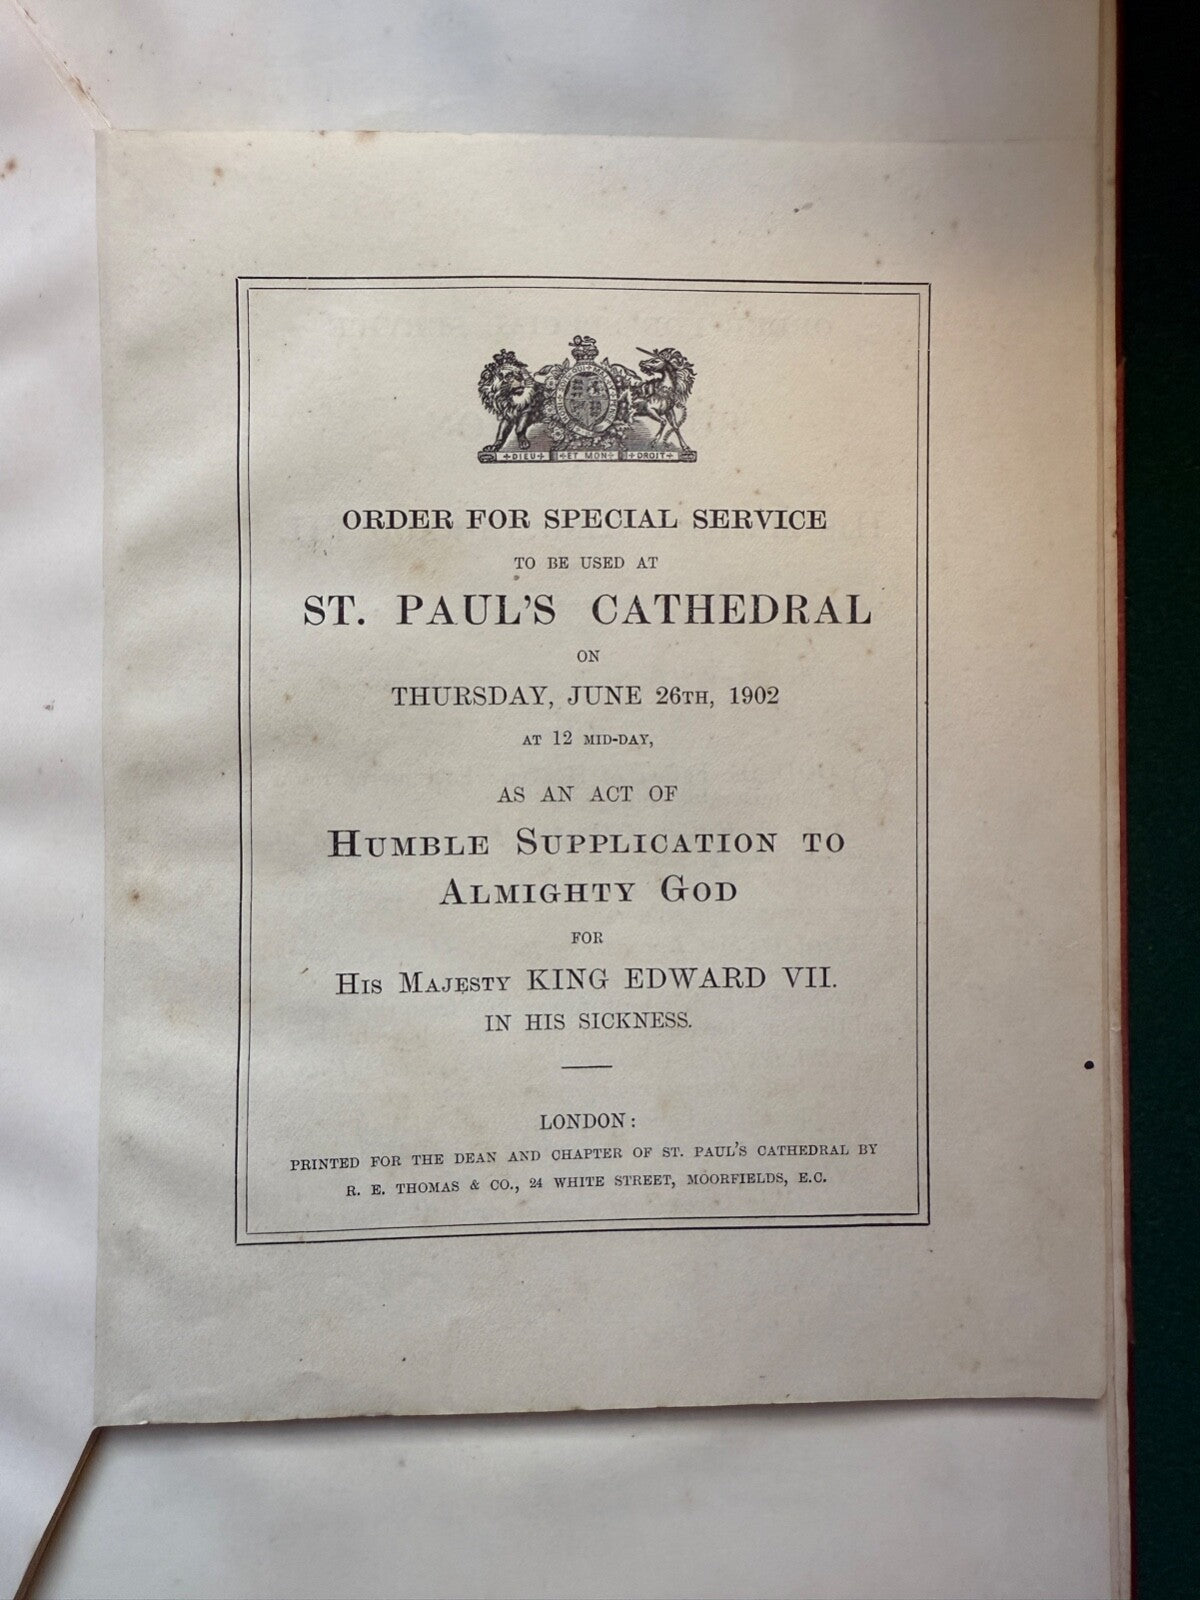 DIEU ET MON DROIT
ORDER FOR SPECIAL SERVICE
TO BE USED AT
ST. PAUL'S CATHEDRAL
ON
THURSDAY, JUNE 26TH, 1902
AT 12 MID-DAY,
AS AN ACT OF
HUMBLE SUPPLICATION TO
ALMIGHTY GOD
FOR
HIS MAJESTY KING EDWARD VII.
IN HIS SICKNESS.
LONDON:
PRINTED FOR THE DEAN AND CHAPTER OF ST. PAUL'S CATHEDRAL BY
R. E. THOMAS & CO., 24 WHITE STREET, MOORFIELDS, E.C.